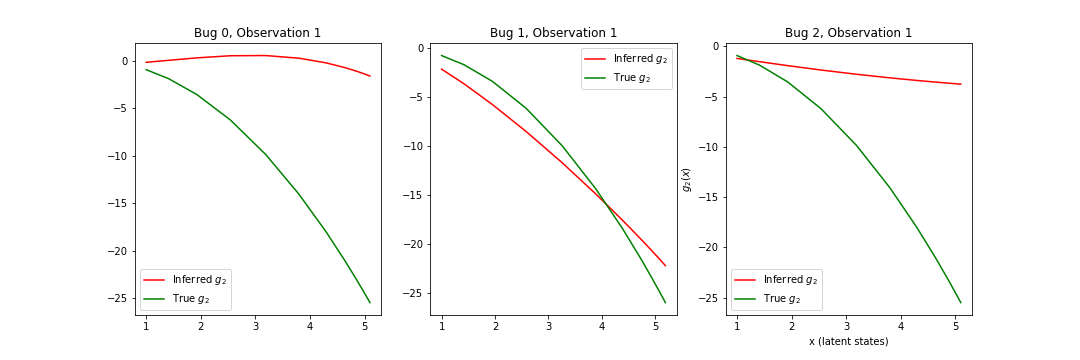 Bug 0, Observation 1
0
−5
−10
−15
−20
−25
1 2 3 4 5
Inferred g₂
True g₂
Bug 1, Observation 1
0
−5
−10
−15
−20
−25
1 2 3 4 5
Inferred g₂
True g₂
Bug 2, Observation 1
g₂(x)
0
−5
−10
−15
−20
−25
1 2 3 4 5
x (latent states)
Inferred g₂
True g₂